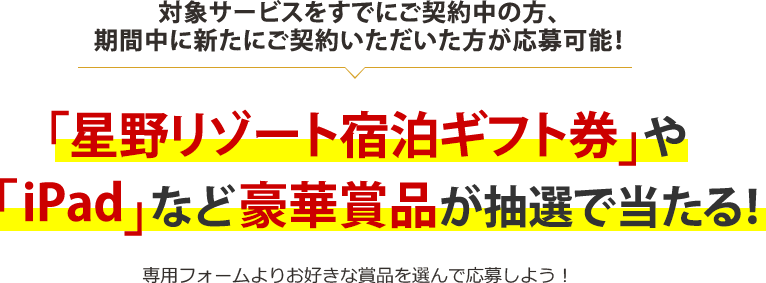 対象サービスをすでにご契約中の方、
期間中に新たにご契約いただいた方が応募可能！
「星野リゾート宿泊ギフト券」や
「iPad」など豪華賞品が抽選で当たる！
専用フォームよりお好きな賞品を選んで応募しよう！